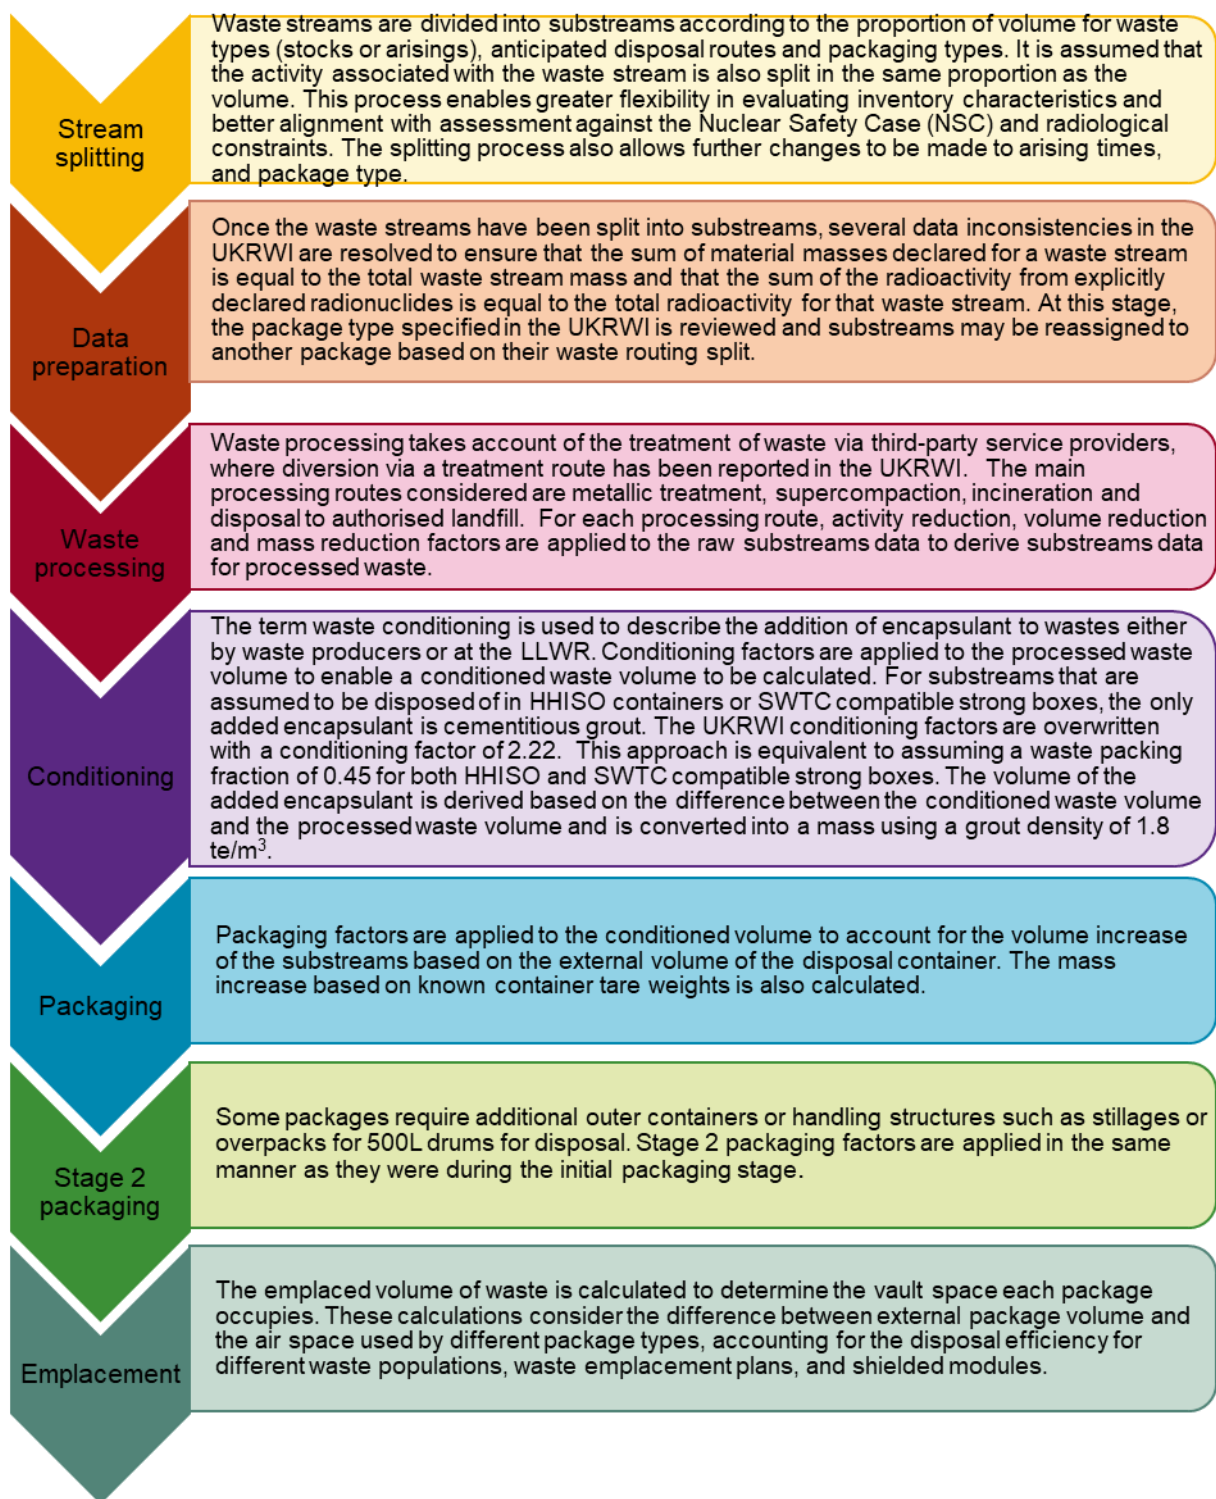 Waste streams are divided into substreams according to the proportion of volume for waste
types (stocks or arisings), anticipated disposal routes and packaging types. It is assumed that
the activity associated with the waste stream is also split in the same proportion as the
volume. This process enables greater flexibility in evaluating inventory characteristics and
better alignment with assessment against the Nuclear Safety Case (NSC) and radiological
constraints. The splitting process also allows further changes to be made to arising times,
and package type.
Stream
splitting
Once the waste streams have been split into substreams, several data inconsistencies in the
UKRWI are resolved to ensure that the sum of material masses declared for a waste stream
is equal to the total waste stream mass and that the sum of the radioactivity from explicitly
declared radionuclides is equal to the total radioactivity for that waste stream. At this stage,
the package type specified in the UKRWI is reviewed and substreams may be reassigned to
another package based on their waste routing split.
Data
preparation
Waste processing takes account of the treatment of waste via third-party service providers,
where diversion via a treatment route has been reported in the UKRWI. The main
processing routes considered are metallic treatment, supercompaction, incineration and
disposal to authorised landfill. For each processing route, activity reduction, volume reduction
and mass reduction factors are applied to the raw substreams data to derive substreams data
for processed waste.
Waste
processing
The term waste conditioning is used to describe the addition of encapsulant to wastes either
by waste producers or at the LLWR. Conditioning factors are applied to the processed waste
volume to enable a conditioned waste volume to be calculated. For substreams that are
assumed to be disposed of in HHISO containers or SWTC compatible strong boxes, the only
added encapsulant is cementitious grout. The UKRWI conditioning factors are overwritten
with a conditioning factor of 2.22. This approach is equivalent to assuming a waste packing
fraction of 0.45 for both HHISO and SWTC compatible strong boxes. The volume of the
added encapsulant is derived based on the difference between the conditioned waste volume
and the processed waste volume and is converted into a mass using a grout density of 1.8
te/m³.
Conditioning
Packaging factors are applied to the conditioned volume to account for the volume increase
of the substreams based on the external volume of the disposal container. The mass
increase based on known container tare weights is also calculated.
Packaging
Some packages require additional outer containers or handling structures such as stillages or
overpacks for 500L drums for disposal. Stage 2 packaging factors are applied in the same
manner as they were during the initial packaging stage.
Stage 2
packaging
The emplaced volume of waste is calculated to determine the vault space each package
occupies. These calculations consider the difference between external package volume and
the air space used by different package types, accounting for the disposal efficiency for
different waste populations, waste emplacement plans, and shielded modules.
Emplacement